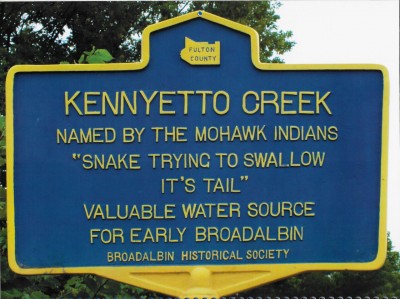 FULTON
COUNTY
KENNYETTO CREEK
NAMED BY THE MOHAWK INDIANS
"SNAKE TRYING TO SWALLOW
IT'S TAIL"
VALUABLE WATER SOURCE
FOR EARLY BROADALBIN
BROADALBIN HISTORICAL SOCIETY